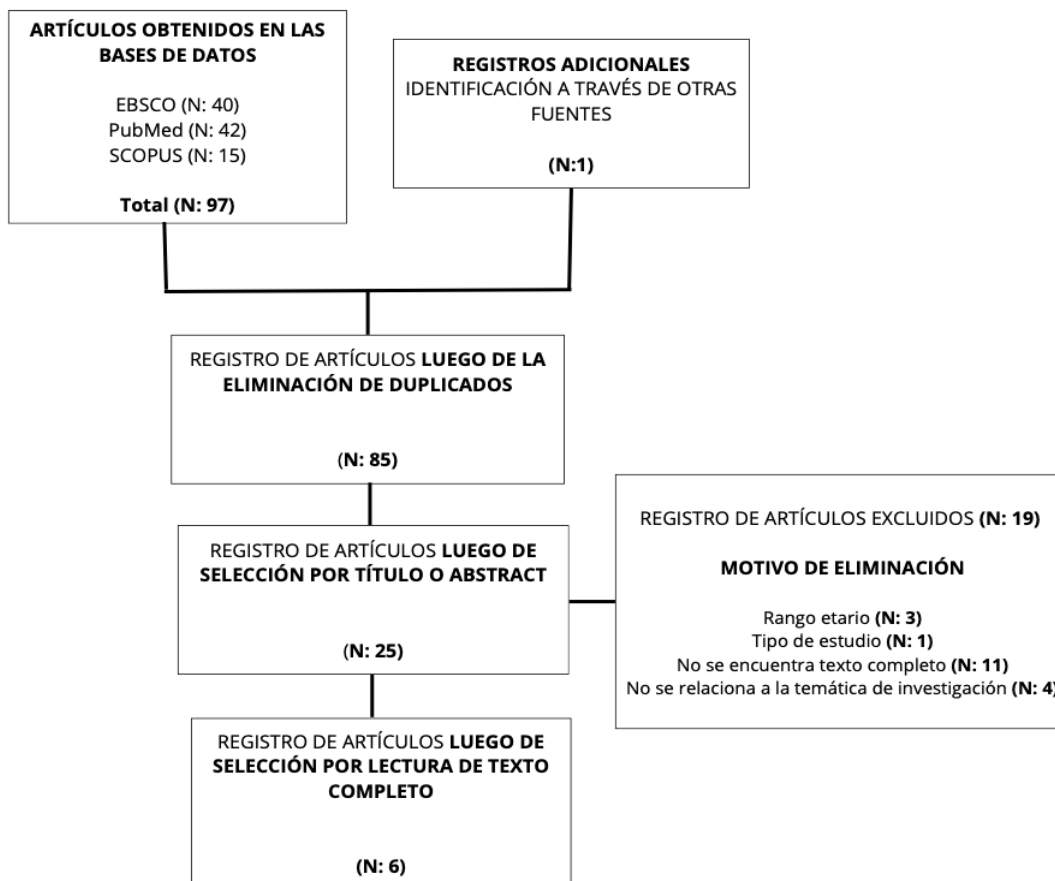 ARTÍCULOS OBTENIDOS EN LAS
BASES DE DATOS
EBSCO (N: 40)
PubMed (N: 42)
SCOPUS (N: 15)
Total (N: 97)
REGISTROS ADICIONALES
IDENTIFICACIÓN A TRAVÉS DE OTRAS
FUENTES
(N:1)
REGISTRO DE ARTÍCULOS LUEGO DE LA
ELIMINACIÓN DE DUPLICADOS
(N: 85)
REGISTRO DE ARTÍCULOS LUEGO DE
SELECCIÓN POR TÍTULO O ABSTRACT
(N: 25)
REGISTRO DE ARTÍCULOS EXCLUIDOS (N: 19)
MOTIVO DE ELIMINACIÓN
Rango etario (N: 3)
Tipo de estudio (N: 1)
No se encuentra texto completo (N: 11)
No se relaciona a la temática de investigación (N: 4)
REGISTRO DE ARTÍCULOS LUEGO DE
SELECCIÓN POR LECTURA DE TEXTO
COMPLETO
(N: 6)